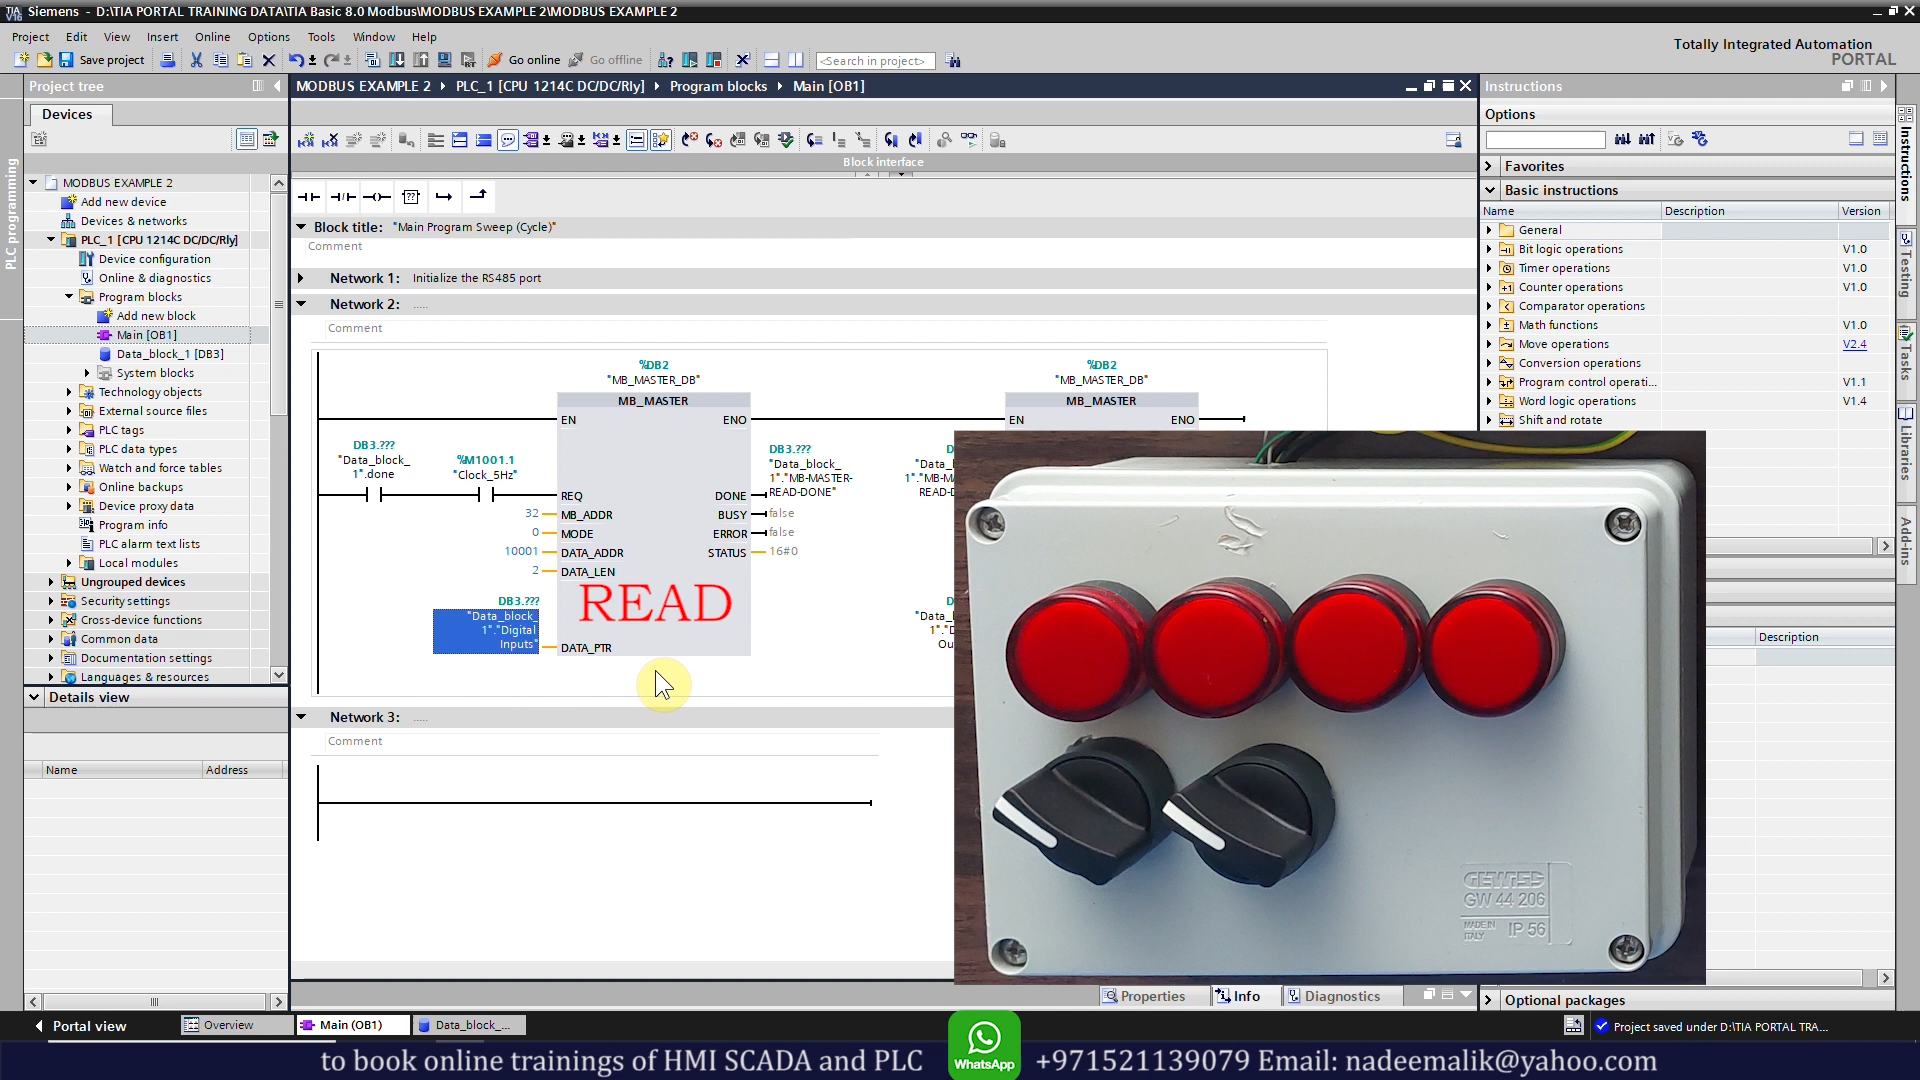 Siemens - D:\TIA PORTAL TRAINING DATA\TIA Basic 8.0 Modbus\MODBUS EXAMPLE 2\MODBUS EXAMPLE 2
Project Edit View Insert Online Options Tools Window Help
Totally Integrated Automation
PORTAL
Save project
Go online
Go offline
<Search in project>
Project tree
MODBUS EXAMPLE 2 PLC_1 [CPU 1214C DC/DC/Rly] Program blocks Main [OB1]
Instructions
Devices
Options
PLC programming
Block interface
Favorites
Basic instructions
Name Description Version
General
Bit logic operations V1.0
Timer operations V1.0
Counter operations V1.0
Comparator operations
Math functions V1.0
Move operations V2.4
Conversion operations
Program control operati... V1.1
Word logic operations V1.4
Shift and rotate
MODBUS EXAMPLE 2
Add new device
Devices & networks
PLC_1 [CPU 1214C DC/DC/Rly]
Device configuration
Online & diagnostics
Program blocks
Add new block
Main [OB1]
Data_block_1 [DB3]
System blocks
Technology objects
External source files
PLC tags
PLC data types
Watch and force tables
Online backups
Device proxy data
Program info
PLC alarm text lists
Local modules
Ungrouped devices
Security settings
Cross-device functions
Common data
Documentation settings
Languages & resources
Details view
Name Address
Block title: "Main Program Sweep (Cycle)"
Comment
Network 1: Initialize the RS485 port
Network 2: .....
Comment
%DB2
"MB_MASTER_DB"
MB_MASTER
EN ENO
DB3.???
"Data_block_
1".done
%M1001.1
"Clock_5Hz"
REQ
32 MB_ADDR
0 MODE
10001 DATA_ADDR
2 DATA_LEN
DB3.???
"Data_block_
1"."Digital
Inputs"
DATA_PTR
READ
DB3.???
"Data_block_
1"."MB-MASTER-
READ-DONE"
DONE
BUSY false
ERROR false
STATUS 16#0
%DB2
"MB_MASTER_DB"
MB_MASTER
EN ENO
Network 3: .....
Comment
GEWISS
GW 44 206
MADE IN
ITALY
IP 56
Description
Instructions
Testing
Tasks
Libraries
Add-ins
Properties Info Diagnostics
Optional packages
Portal view Overview Main (OB1) Data_block_...
Project saved under D:\TIA PORTAL TRA...
to book online trainings of HMI SCADA and PLC WhatsApp +971521139079 Email: nadeemalik@yahoo.com